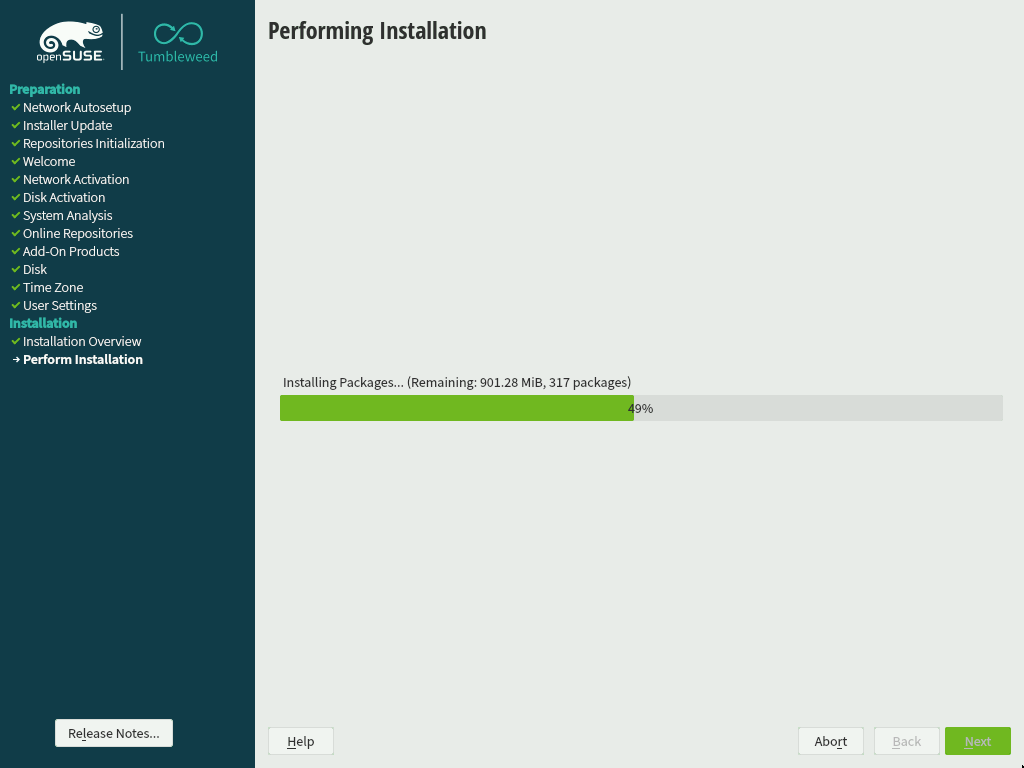 openSUSE
Tumbleweed
Preparation
Network Autosetup
Installer Update
Repositories Initialization
Welcome
Network Activation
Disk Activation
System Analysis
Online Repositories
Add-On Products
Disk
Time Zone
User Settings
Installation
Installation Overview
Perform Installation
Release Notes...
Performing Installation
Installing Packages... (Remaining: 901.28 MiB, 317 packages)
49%
Help
Abort
Back
Next